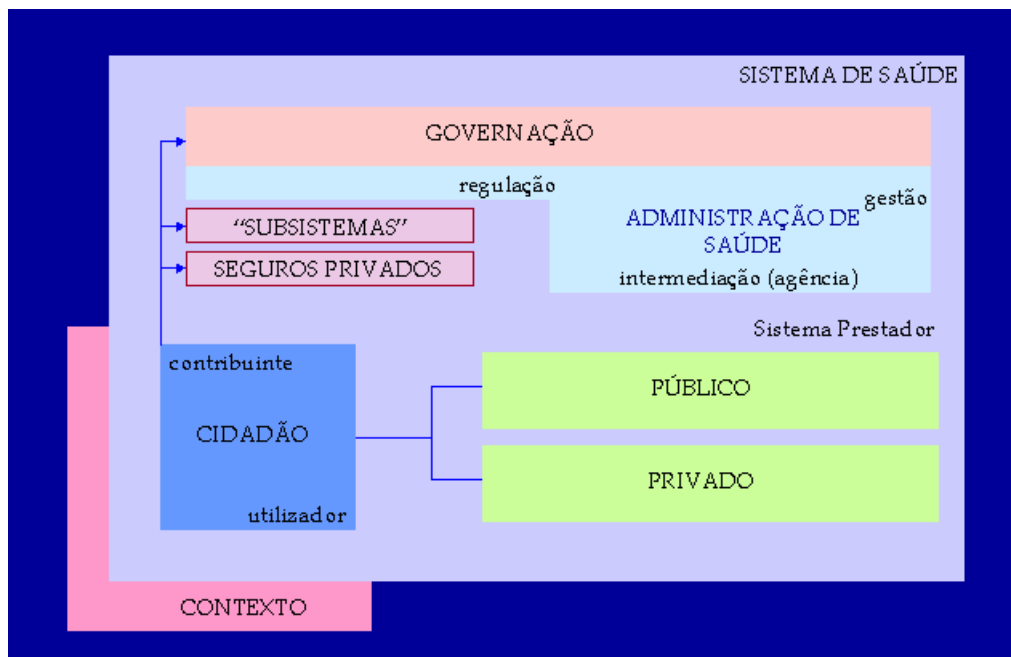 SISTEMA DE SAÚDE
GOVERNAÇÃO
regulação
gestão
ADMINISTRAÇÃO DE
SAÚDE
intermediação (agência)
“SUBSISTEMAS”
SEGUROS PRIVADOS
Sistema Prestador
contribuinte
CIDADÃO
utilizador
PÚBLICO
PRIVADO
CONTEXTO